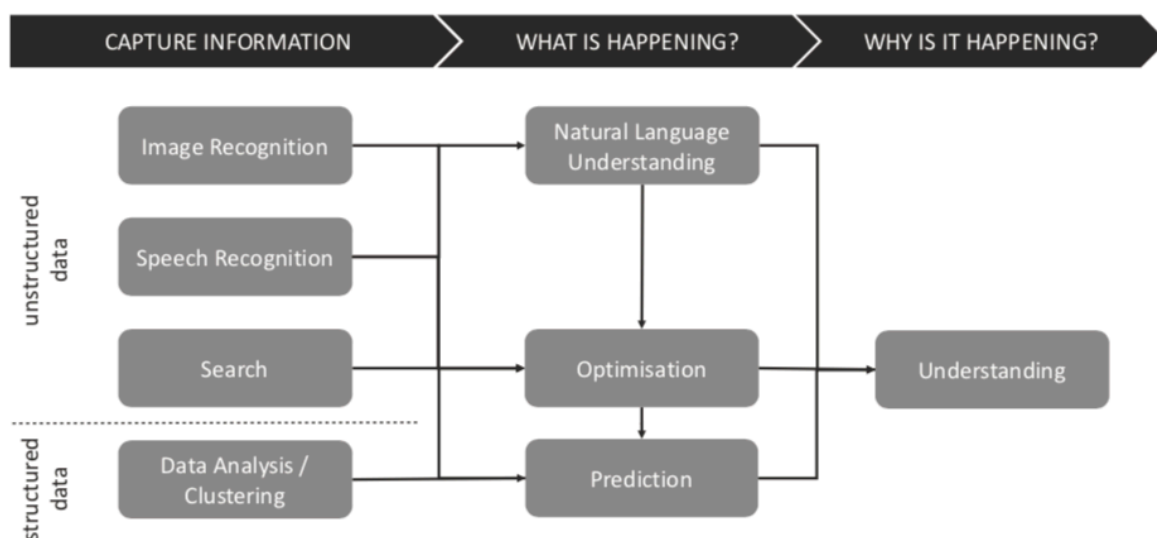 CAPTURE INFORMATION
WHAT IS HAPPENING?
WHY IS IT HAPPENING?
unstructured
data
Image Recognition
Speech Recognition
Search
Natural Language
Understanding
Optimisation
Understanding
structured
data
Data Analysis /
Clustering
Prediction